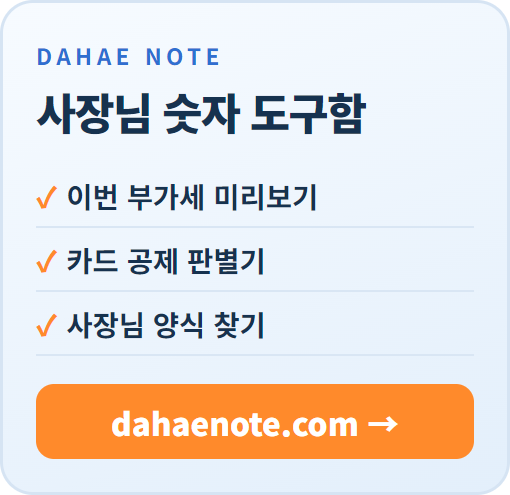 DAHAE NOTE
사장님 숫자 도구함
✓ 이번 부가세 미리보기
✓ 카드 공제 판별기
✓ 사장님 양식 찾기
dahaenote.com →